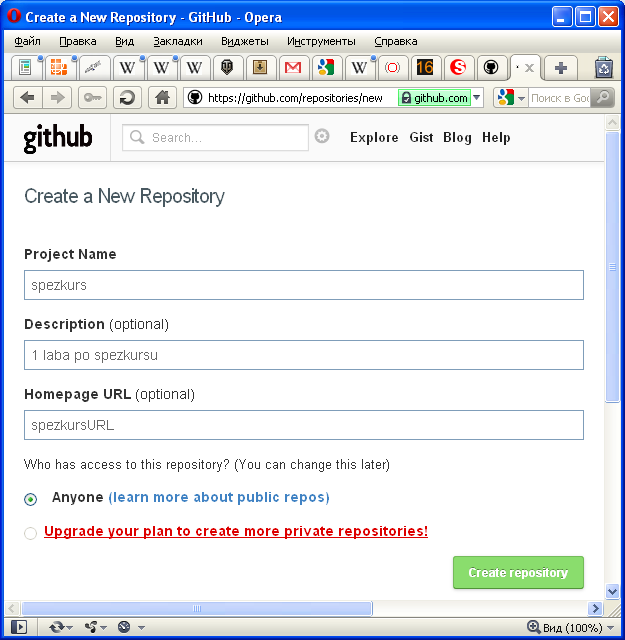 Create a New Repository - GitHub - Opera
Файл Правка Вид Закладки Виджеты Инструменты Справка
W W W W 16 S
https://github.com/repositories/new github.com Поиск в Goo
github Search... Explore Gist Blog Help
Create a New Repository
Project Name
spezkurs
Description (optional)
1 laba po spezkursu
Homepage URL (optional)
spezkursURL
Who has access to this repository? (You can change this later)
Anyone (learn more about public repos)
Upgrade your plan to create more private repositories!
Create repository
Вид (100%)